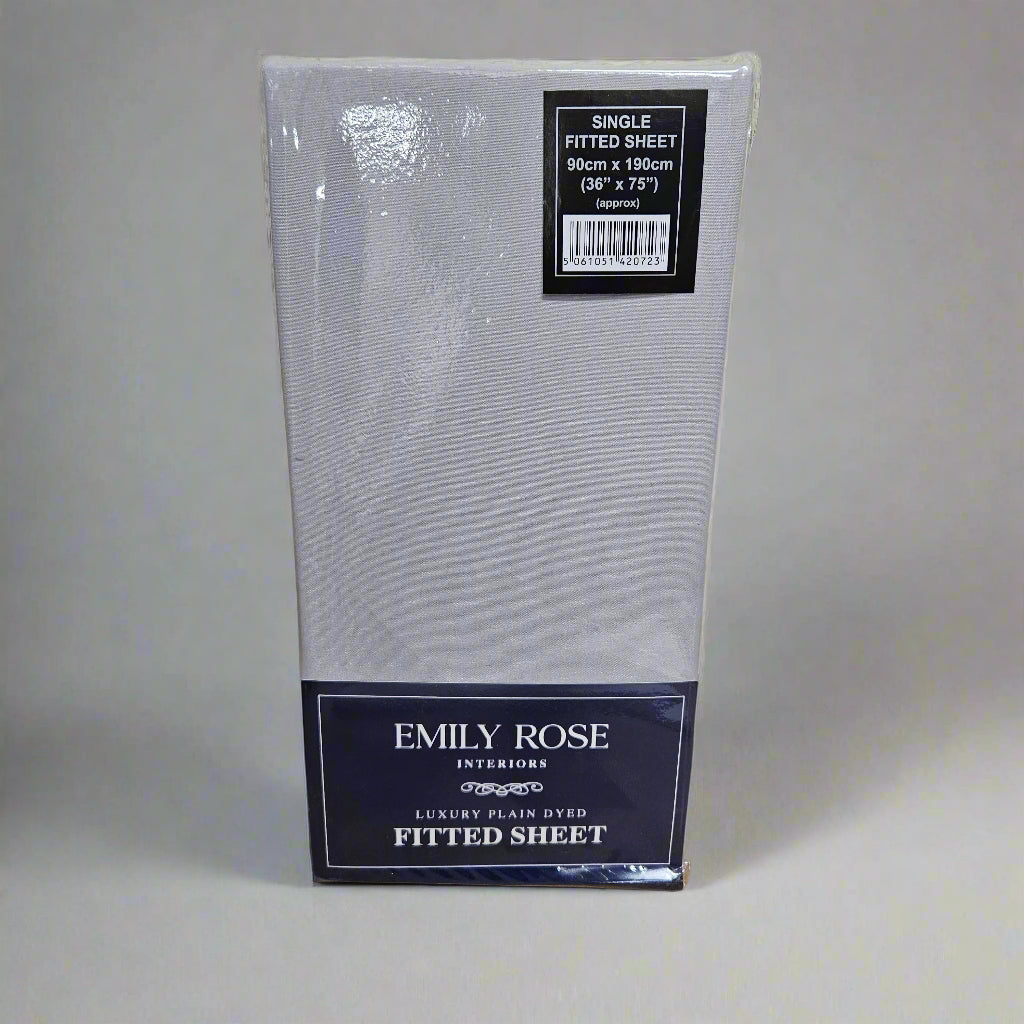 SINGLE
FITTED SHEET
90cm x 190cm
(36” x 75”)
(approx)
5 061051 420723
EMILY ROSE
INTERIORS
LUXURY PLAIN DYED
FITTED SHEET